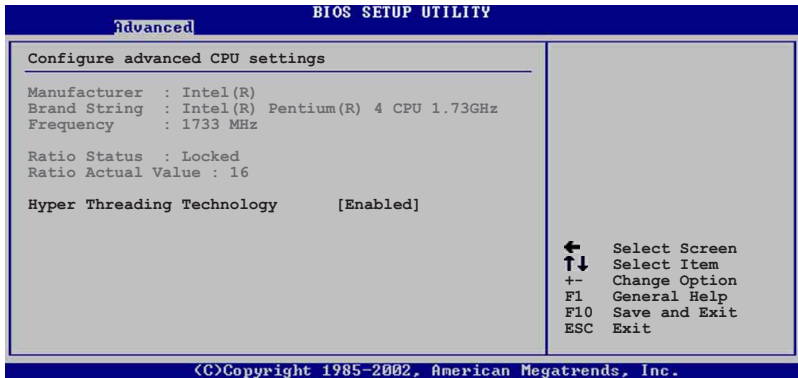 BIOS SETUP UTILITY
Advanced
Configure advanced CPU settings
Manufacturer : Intel(R)
Brand String : Intel(R) Pentium(R) 4 CPU 1.73GHz
Frequency : 1733 MHz
Ratio Status : Locked
Ratio Actual Value : 16
Hyper Threading Technology [Enabled]
← Select Screen
↑↓ Select Item
+- Change Option
F1 General Help
F10 Save and Exit
ESC Exit
(C)Copyright 1985-2002, American Megatrends, Inc.